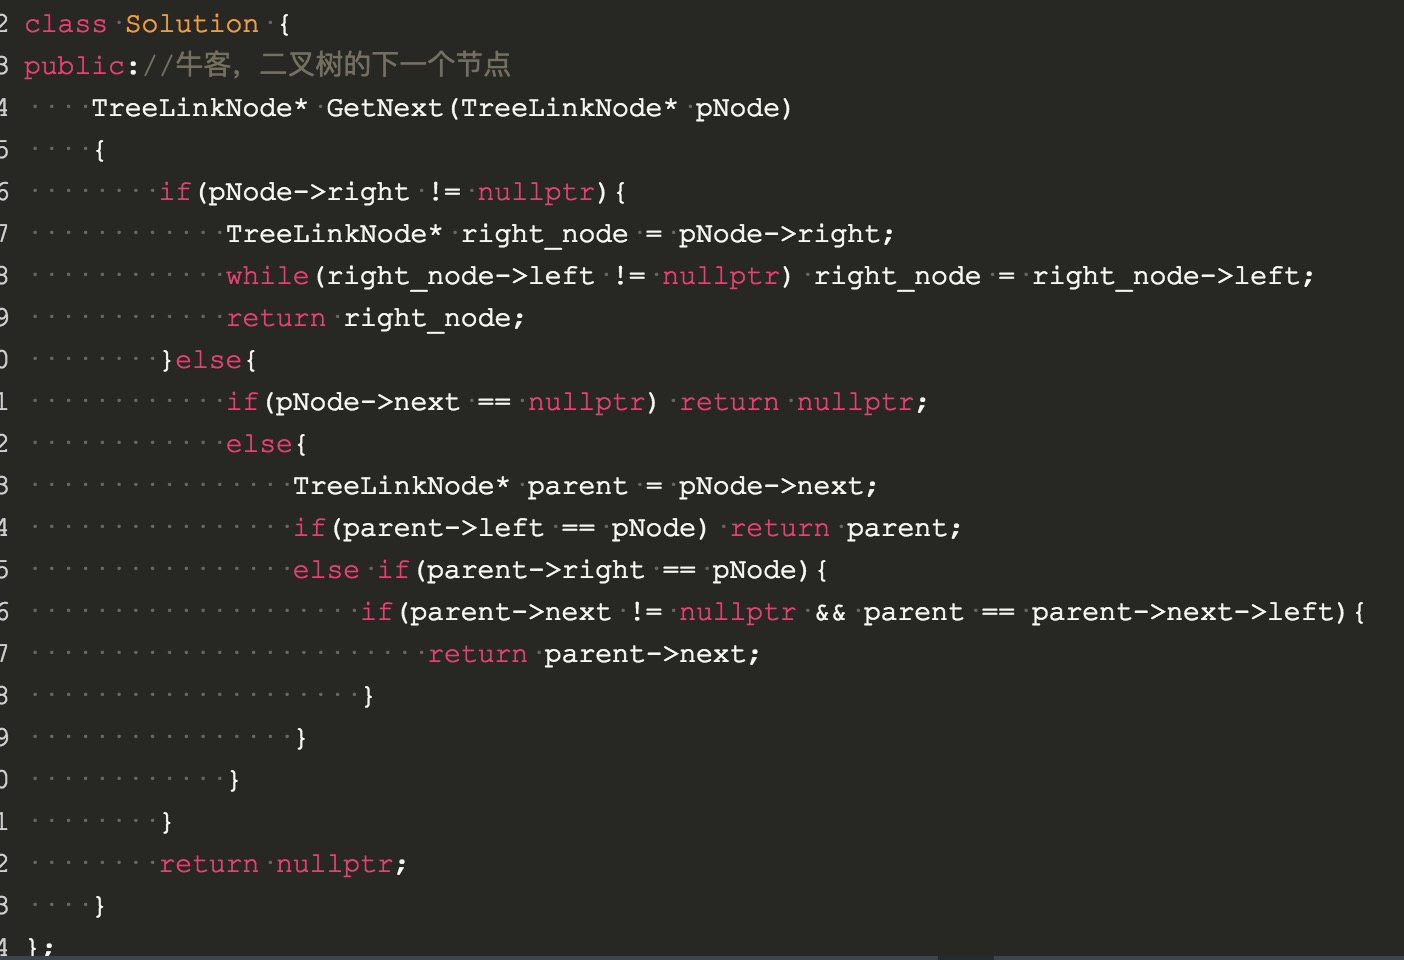 2 class Solution {
3 public://牛客，二叉树的下一个节点
4     TreeLinkNode* GetNext(TreeLinkNode* pNode)
5     {
6         if(pNode->right != nullptr){
7             TreeLinkNode* right_node = pNode->right;
8             while(right_node->left != nullptr) right_node = right_node->left;
9             return right_node;
0         }else{
1             if(pNode->next == nullptr) return nullptr;
2             else{
3                 TreeLinkNode* parent = pNode->next;
4                 if(parent->left == pNode) return parent;
5                 else if(parent->right == pNode){
6                     if(parent->next != nullptr && parent == parent->next->left){
7                         return parent->next;
8                     }
9                 }
0             }
1         }
2         return nullptr;
3     }
4 };